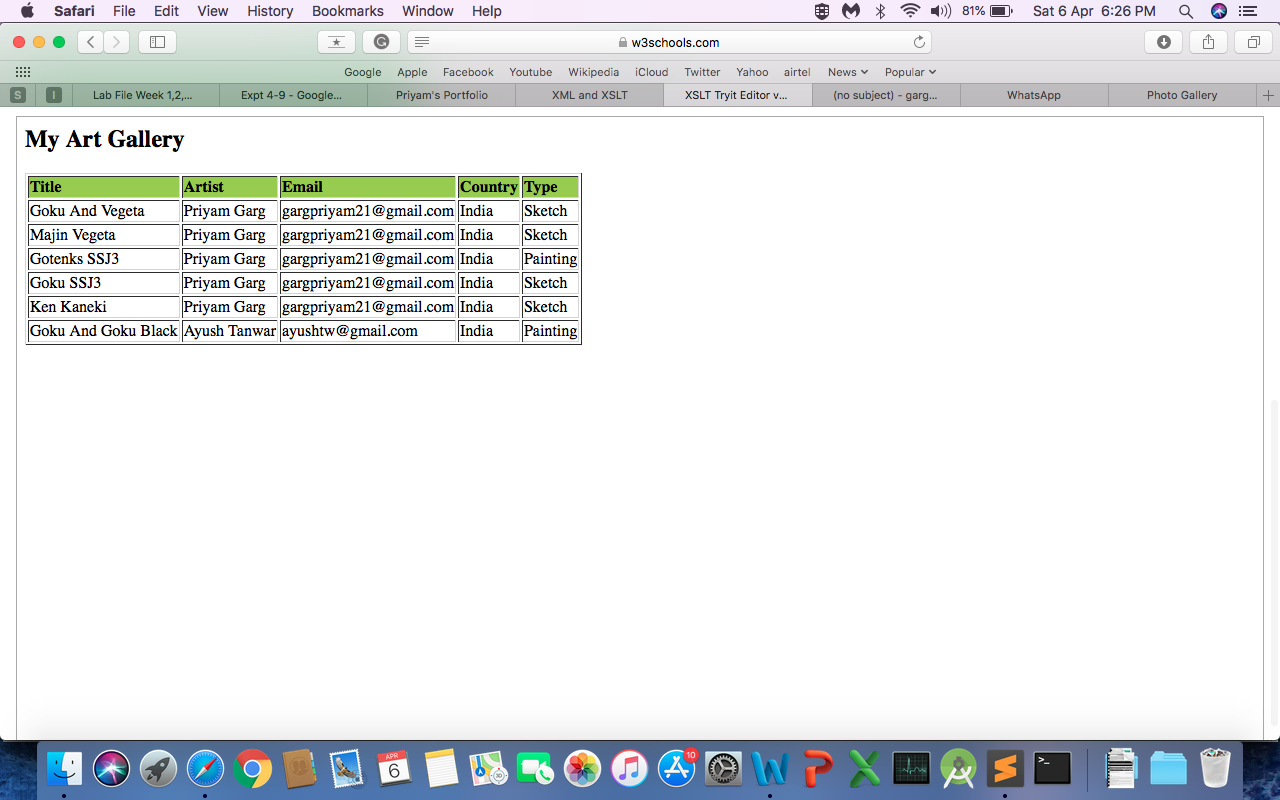 Safari File Edit View History Bookmarks Window Help 81% Sat 6 Apr 6:26 PM
w3schools.com
Google Apple Facebook Youtube Wikipedia iCloud Twitter Yahoo airtel News Popular
S I Lab File Week 1,2,... Expt 4-9 - Google... Priyam's Portfolio XML and XSLT XSLT Tryit Editor v... (no subject) - garg... WhatsApp Photo Gallery
My Art Gallery
Title Artist Email Country Type
Goku And Vegeta Priyam Garg gargpriyam21@gmail.com India Sketch
Majin Vegeta Priyam Garg gargpriyam21@gmail.com India Sketch
Gotenks SSJ3 Priyam Garg gargpriyam21@gmail.com India Painting
Goku SSJ3 Priyam Garg gargpriyam21@gmail.com India Sketch
Ken Kaneki Priyam Garg gargpriyam21@gmail.com India Sketch
Goku And Goku Black Ayush Tanwar ayushtw@gmail.com India Painting
APR
6
3D
10
>_